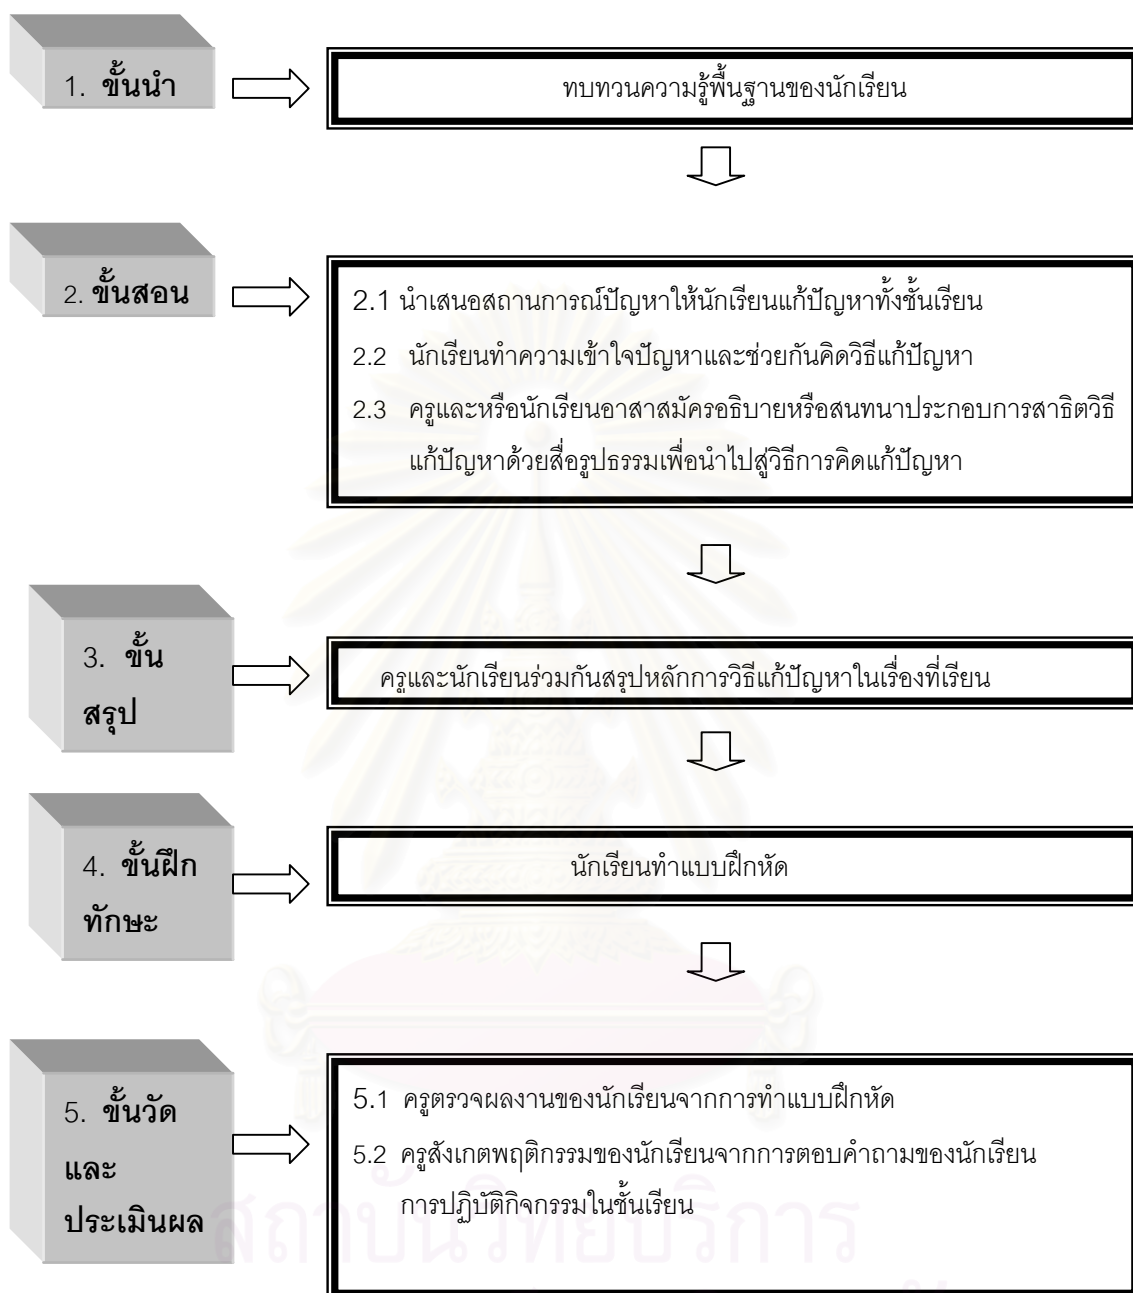 1. ขั้นนำ
ทบทวนความรู้พื้นฐานของนักเรียน
2. ขั้นสอน
2.1 นำเสนอสถานการณ์ปัญหาให้นักเรียนแก้ปัญหาทั้งชั้นเรียน
2.2 นักเรียนทำความเข้าใจปัญหาและช่วยกันคิดวิธีแก้ปัญหา
2.3 ครูและหรือนักเรียนอาสาสมัครอธิบายหรือสนทนาประกอบการสาธิตวิธี
แก้ปัญหาด้วยสื่อรูปธรรมเพื่อนำไปสู่วิธีการคิดแก้ปัญหา
3. ขั้น
สรุป
ครูและนักเรียนร่วมกันสรุปหลักการวิธีแก้ปัญหาในเรื่องที่เรียน
4. ขั้นฝึก
ทักษะ
นักเรียนทำแบบฝึกหัด
5. ขั้นวัด
และ
ประเมินผล
5.1 ครูตรวจผลงานของนักเรียนจากการทำแบบฝึกหัด
5.2 ครูสังเกตพฤติกรรมของนักเรียนจากการตอบคำถามของนักเรียน
การปฏิบัติกิจกรรมในชั้นเรียน
สถาบันวิทยบริการ